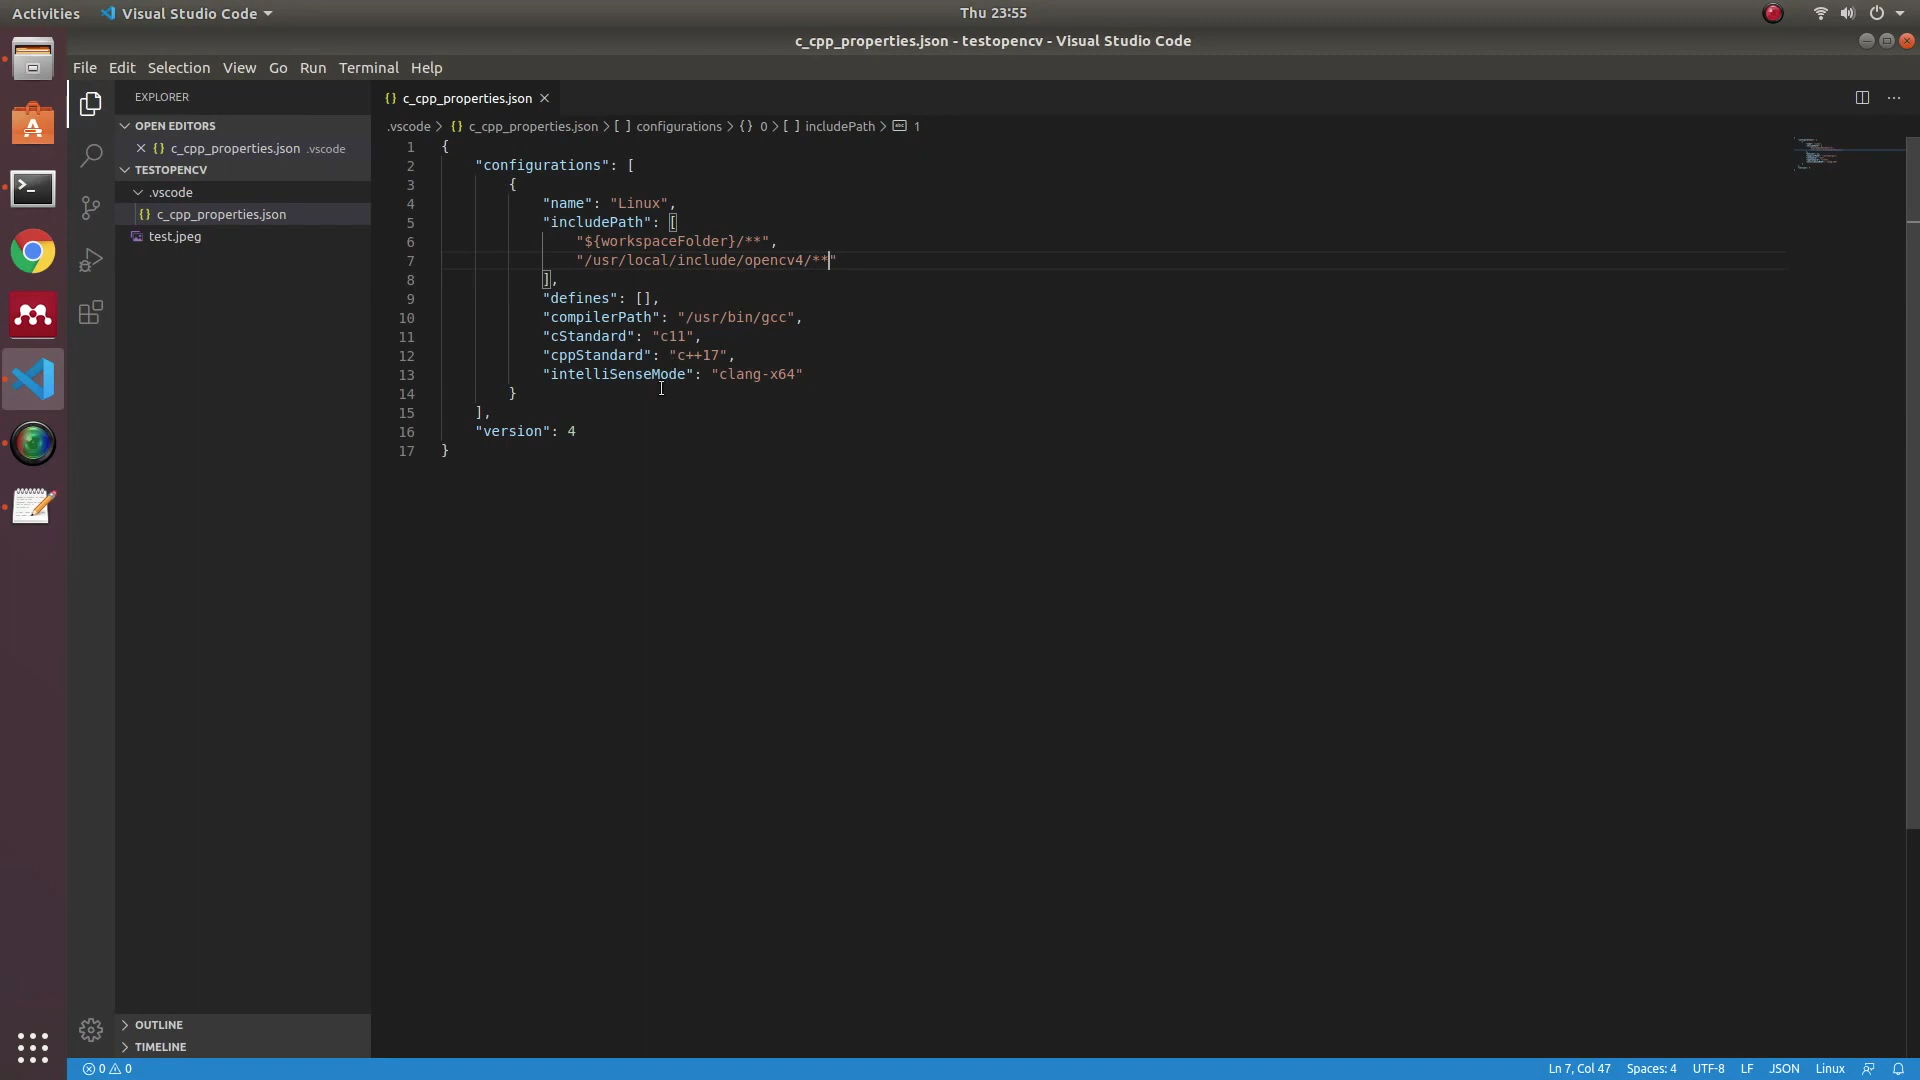 Activities
Visual Studio Code
Thu 23:55
c_cpp_properties.json - testopencv - Visual Studio Code
File Edit Selection View Go Run Terminal Help
EXPLORER
OPEN EDITORS
c_cpp_properties.json .vscode
TESTOPENCV
.vscode
{} c_cpp_properties.json
test.jpeg
OUTLINE
TIMELINE
{} c_cpp_properties.json
.vscode > {} c_cpp_properties.json > [ ] configurations > {} 0 > [ ] includePath > abc 1
1 {
2 "configurations": [
3 {
4 "name": "Linux",
5 "includePath": [
6 "${workspaceFolder}/**",
7 "/usr/local/include/opencv4/**"
8 ],
9 "defines": [],
10 "compilerPath": "/usr/bin/gcc",
11 "cStandard": "c11",
12 "cppStandard": "c++17",
13 "intelliSenseMode": "clang-x64"
14 }
15 ],
16 "version": 4
17 }
0 0
Ln 7, Col 47 Spaces: 4 UTF-8 LF JSON Linux